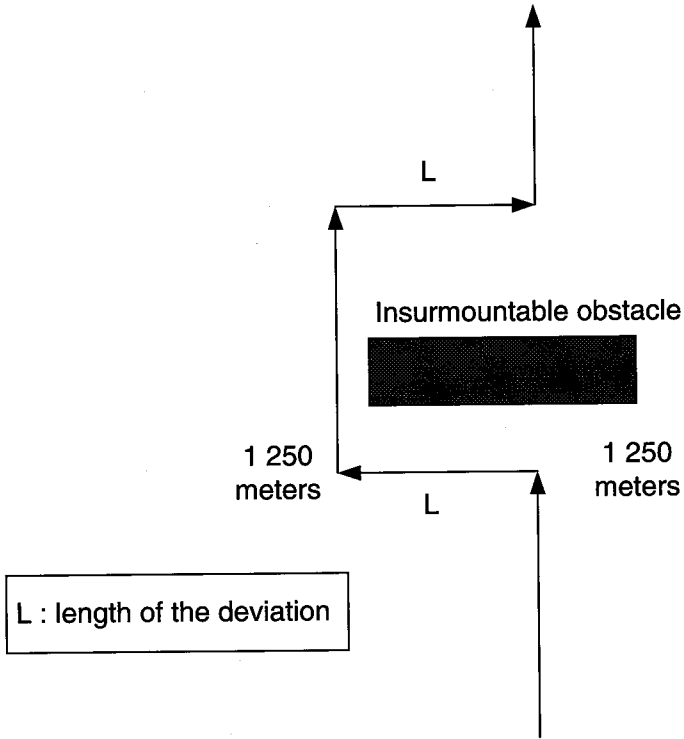 L
Insurmountable obstacle
1 250
meters
1 250
meters
L
L : length of the deviation